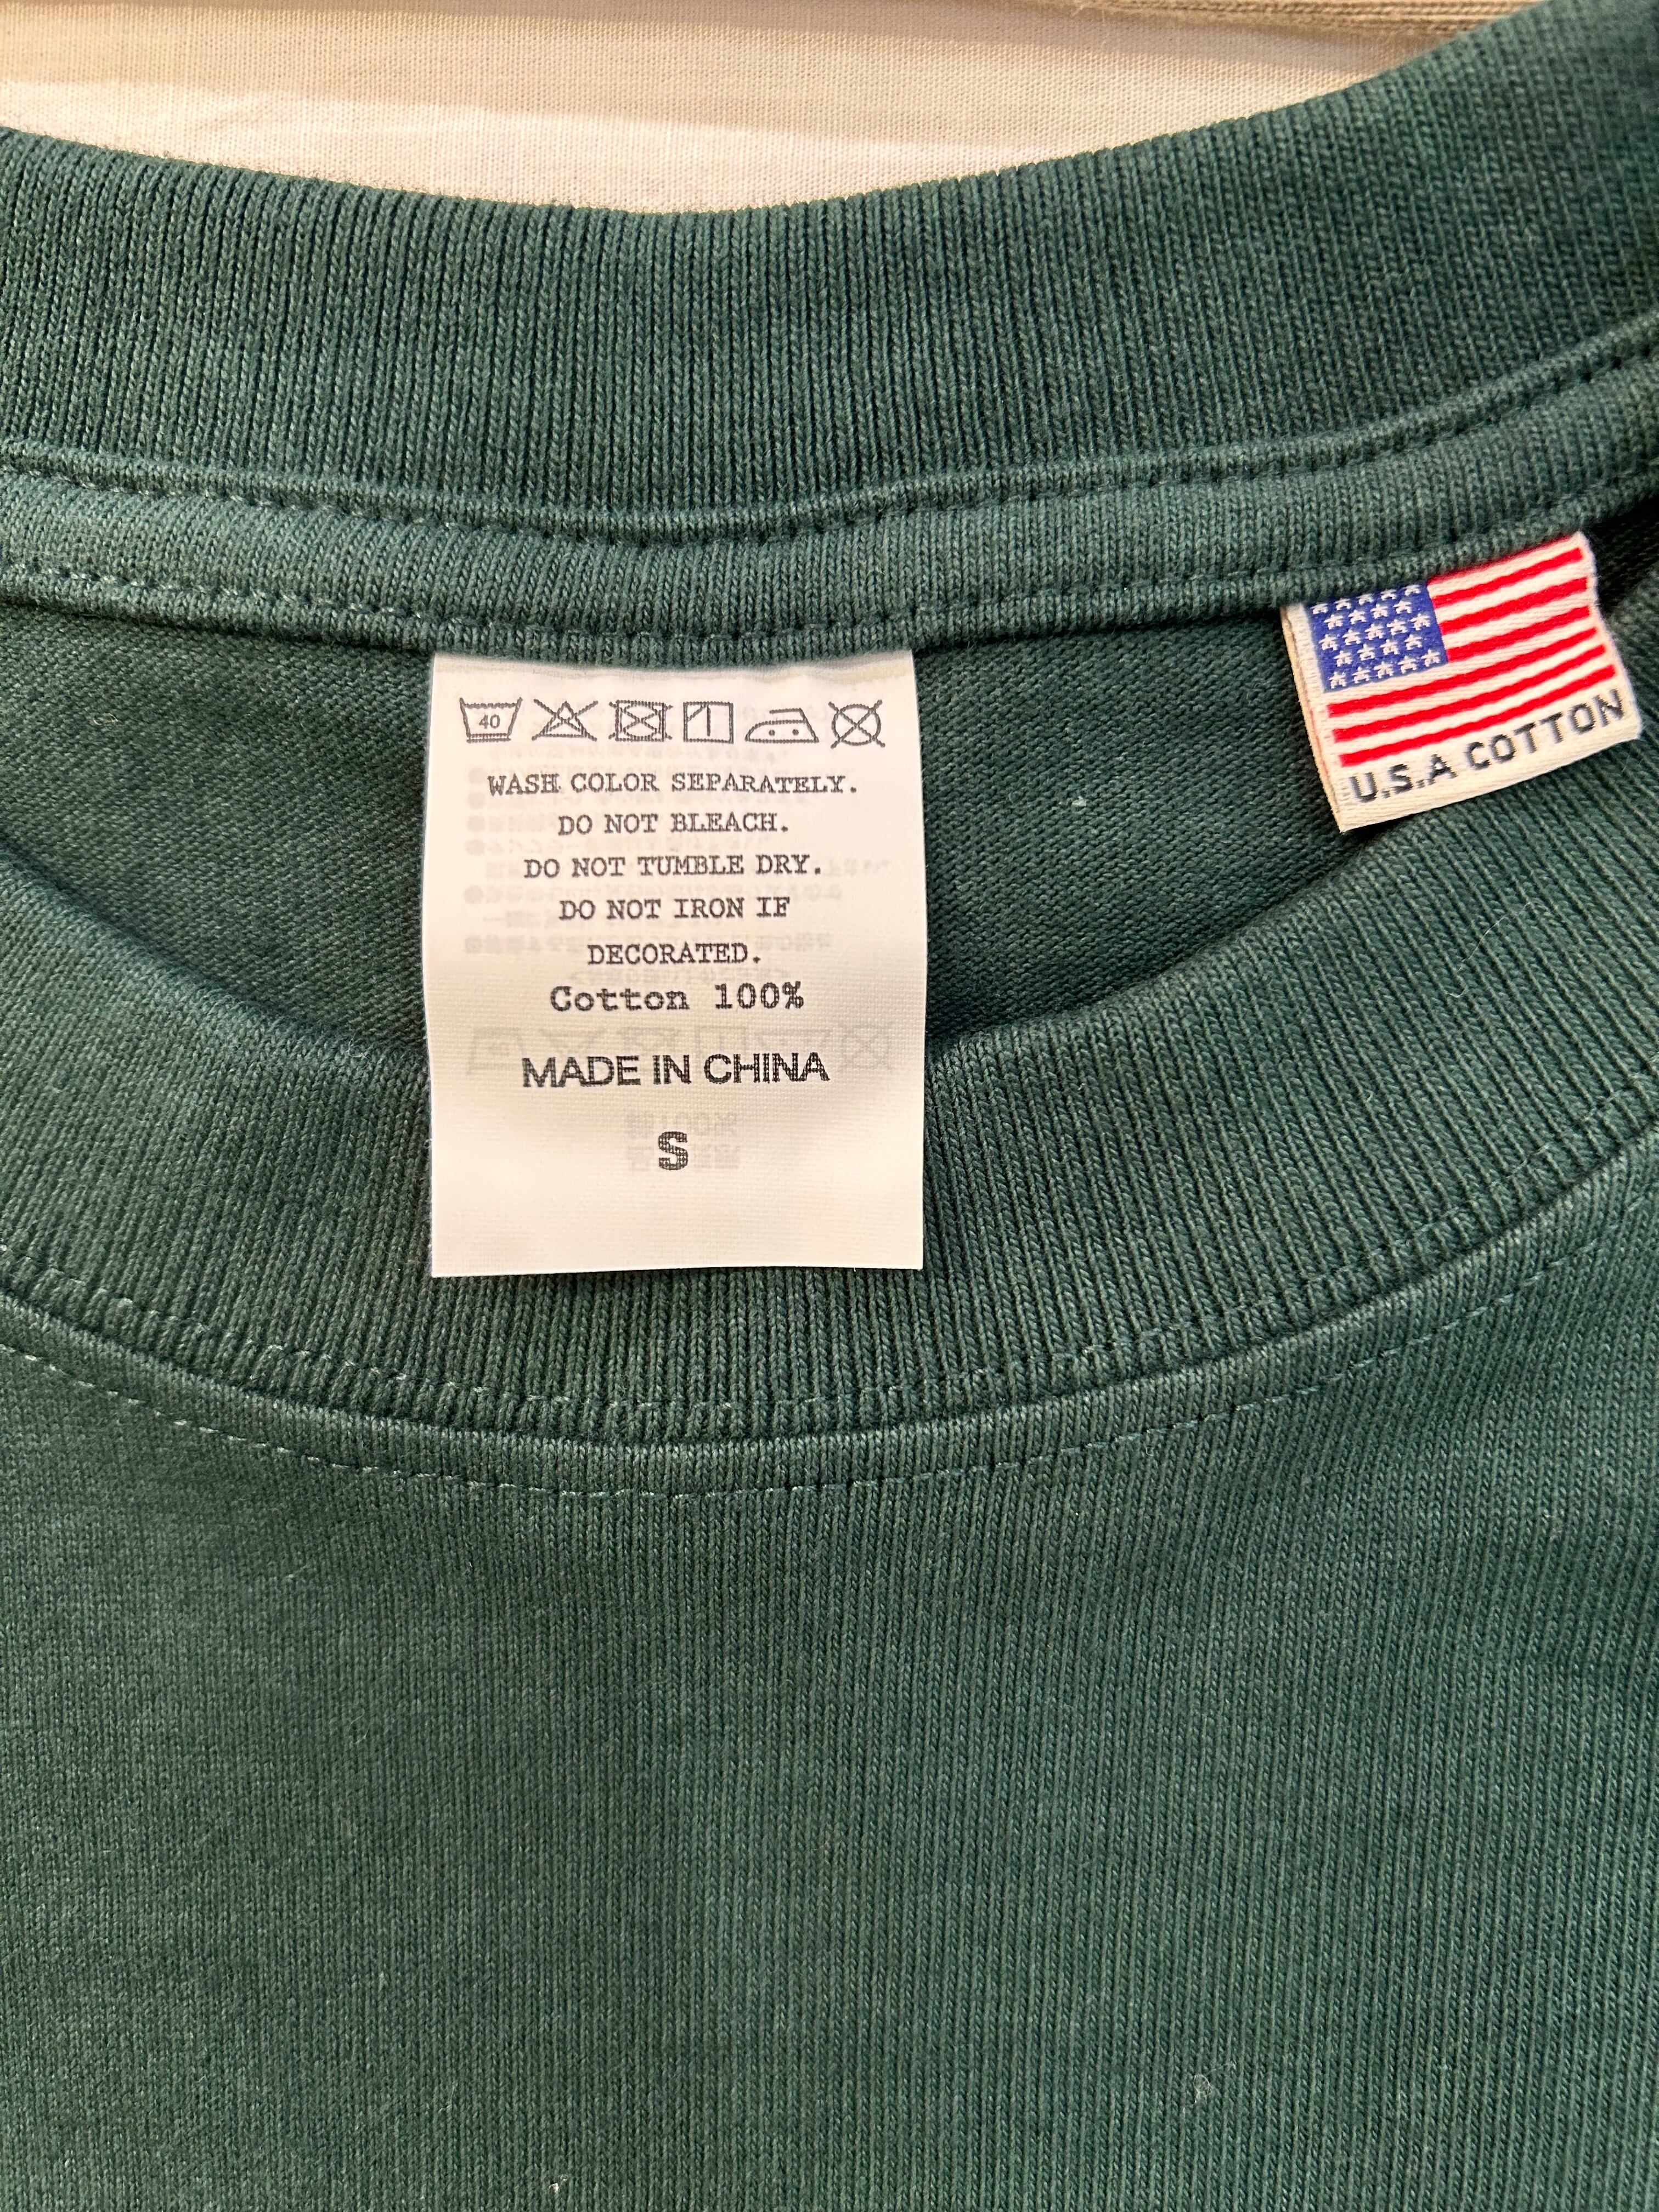 40
WASH COLOR SEPARATELY.
DO NOT BLEACH.
DO NOT TUMBLE DRY.
DO NOT IRON IF
DECORATED.
Cotton 100%
MADE IN CHINA
S
U.S.A COTTON